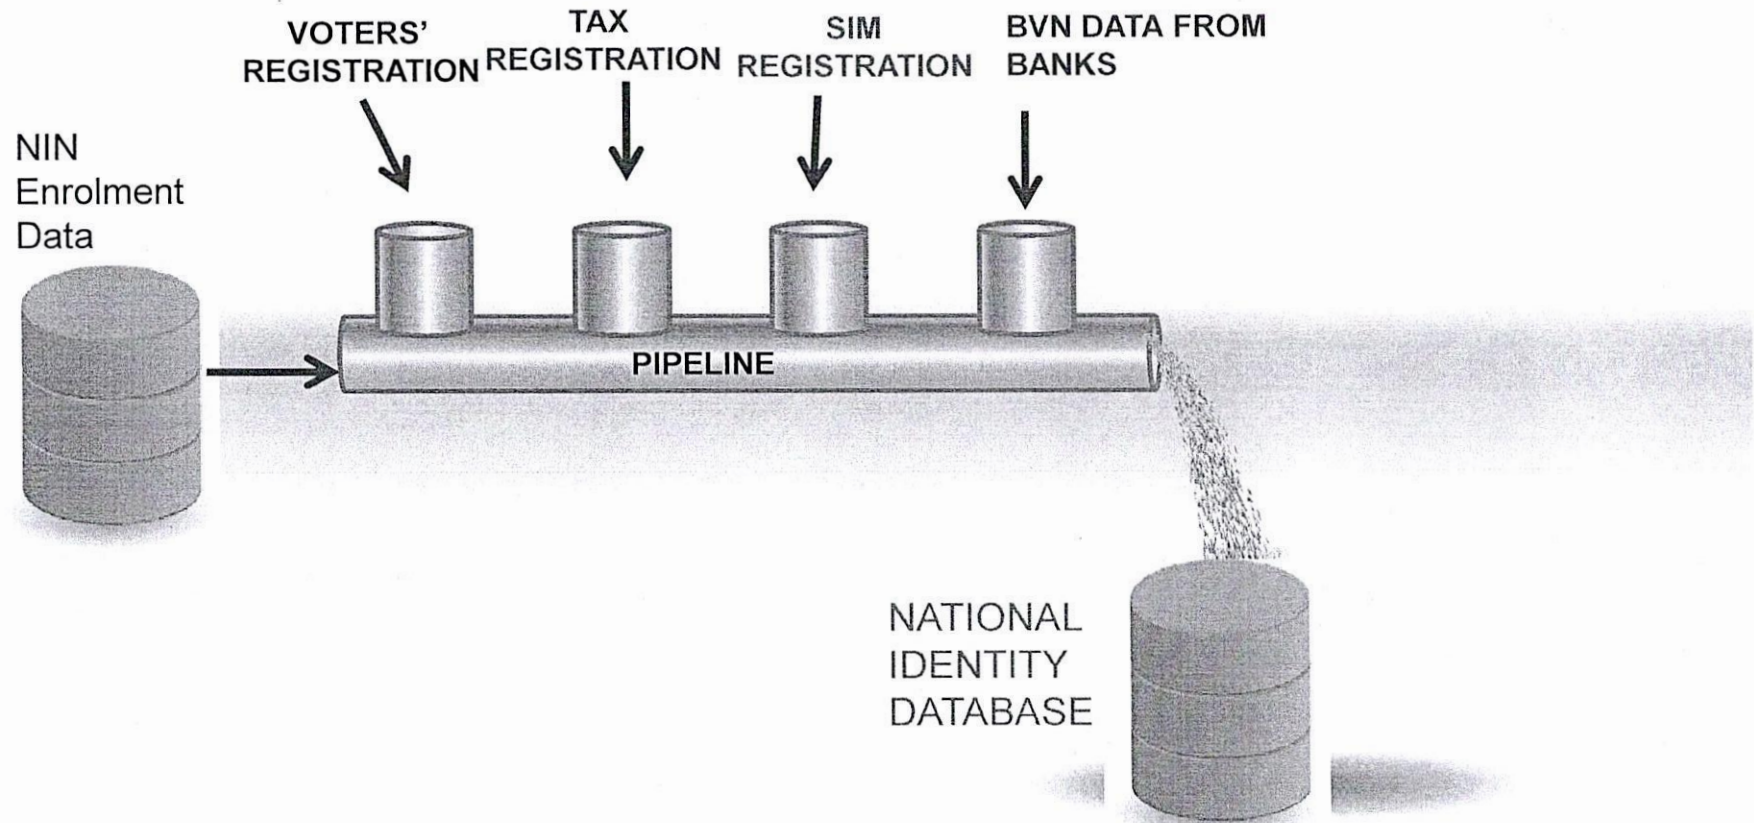 VOTERS'
REGISTRATION
TAX
REGISTRATION
SIM
REGISTRATION
BVN DATA FROM
BANKS
NIN
Enrolment
Data
PIPELINE
NATIONAL
IDENTITY
DATABASE